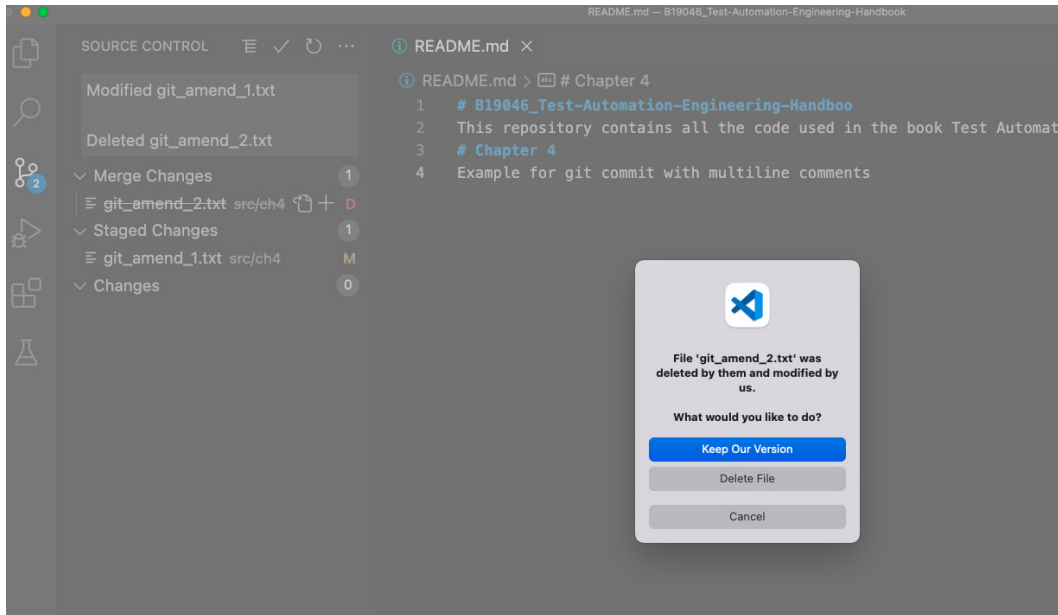 README.md — B19046_Test-Automation-Engineering-Handbook
SOURCE CONTROL
README.md
Modified git_amend_1.txt
Deleted git_amend_2.txt
README.md > # Chapter 4
1 # B19046_Test-Automation-Engineering-Handboo
2 This repository contains all the code used in the book Test Automat
3 # Chapter 4
4 Example for git commit with multiline comments
2
Merge Changes 1
git_amend_2.txt src/ch4 D
Staged Changes 1
git_amend_1.txt src/ch4 M
Changes 0
File 'git_amend_2.txt' was
deleted by them and modified by
us.
What would you like to do?
Keep Our Version
Delete File
Cancel